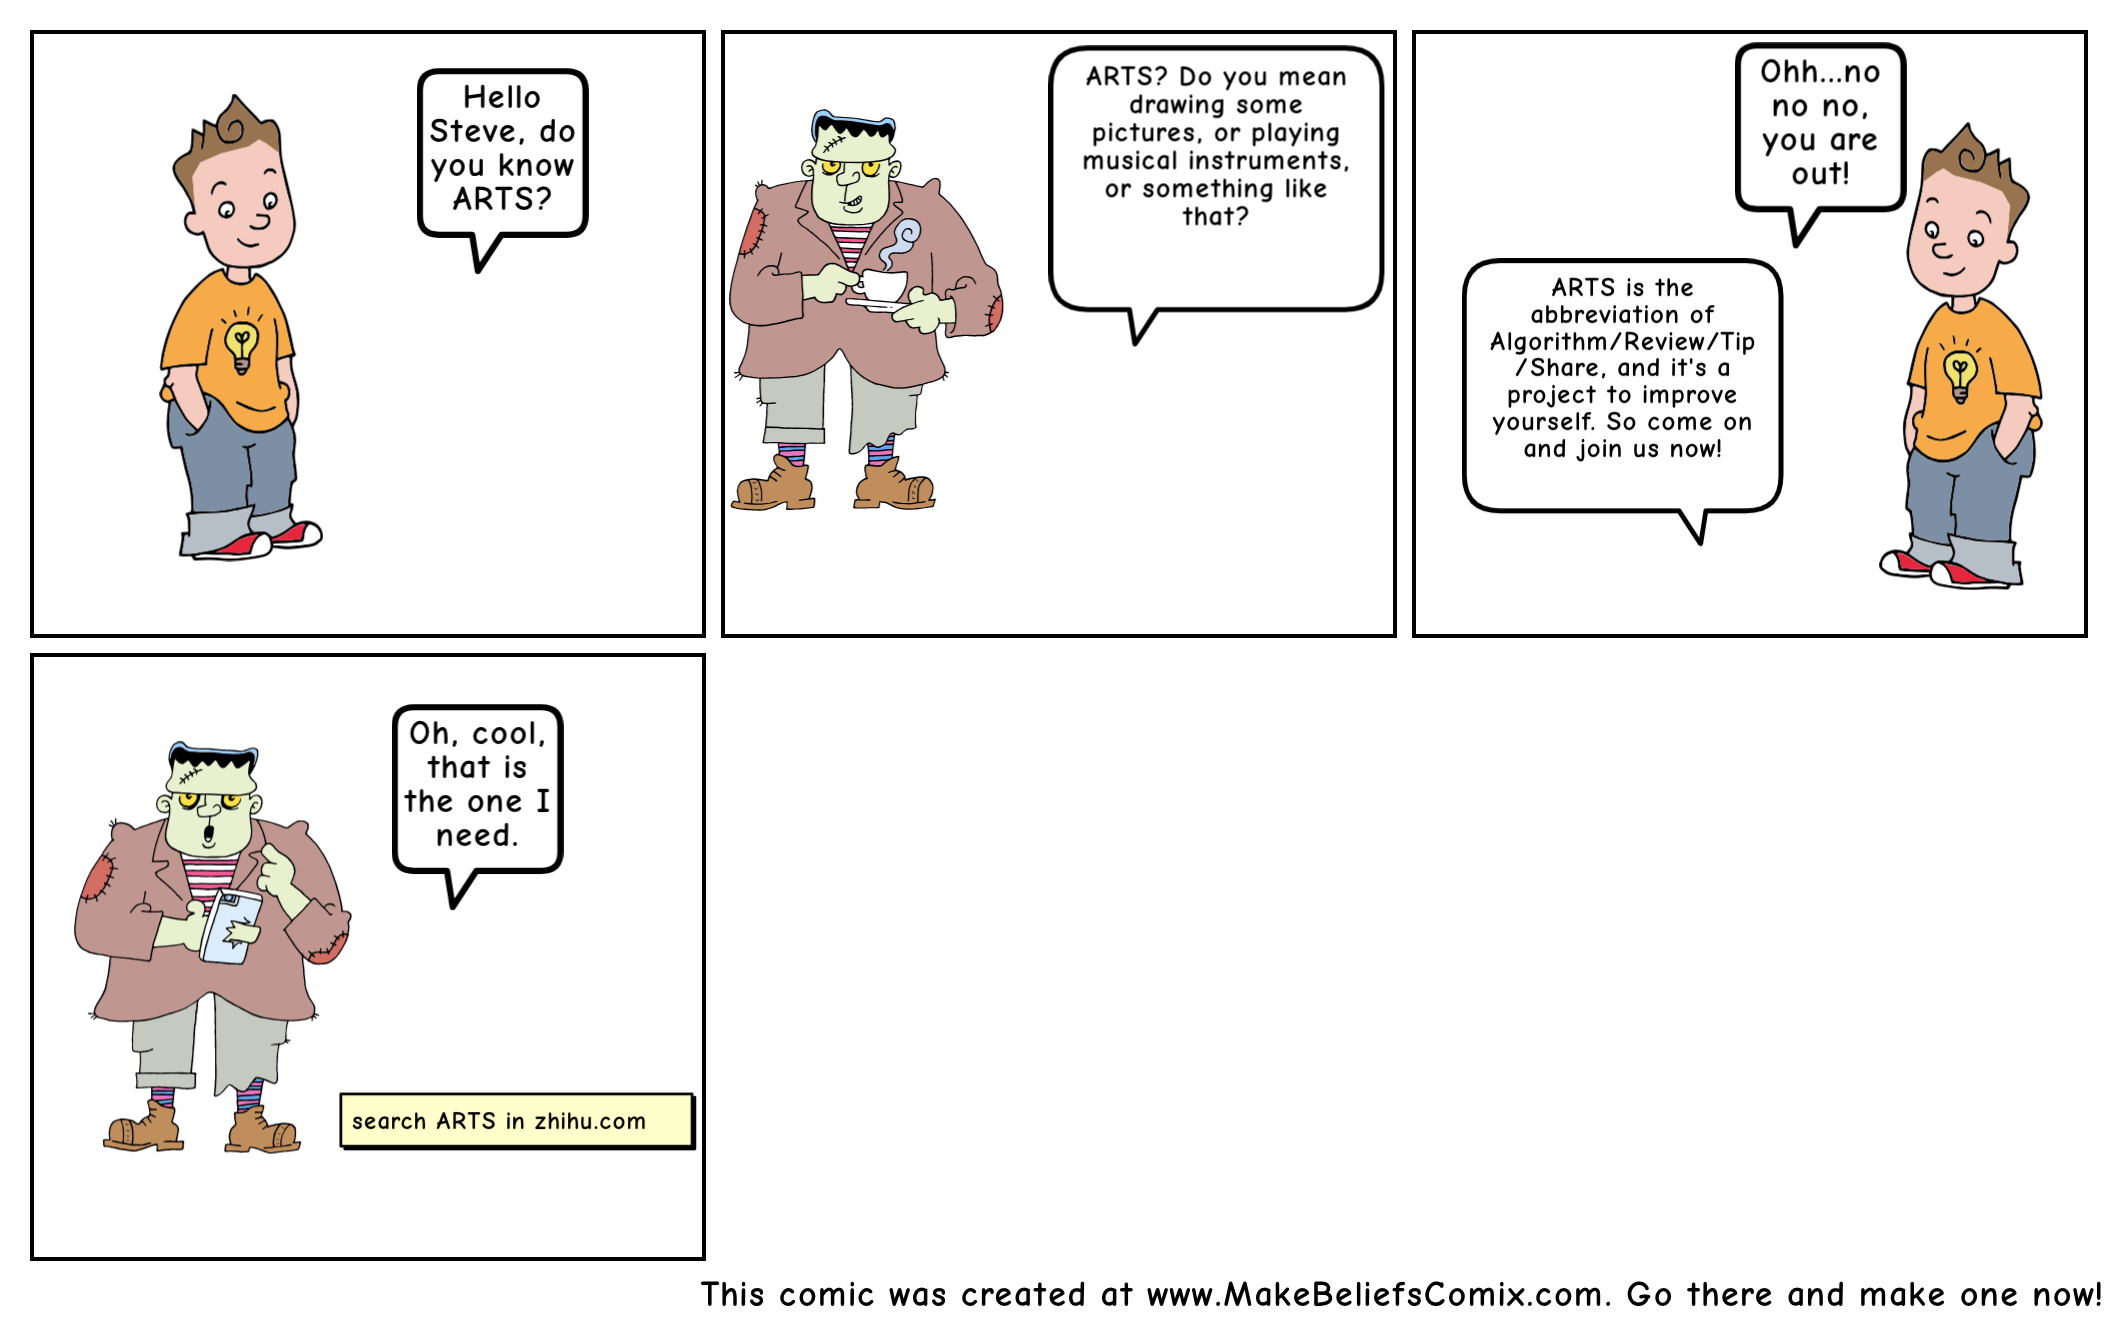 Hello
Steve, do
you know
ARTS?
ARTS? Do you mean
drawing some
pictures, or playing
musical instruments,
or something like
that?
Ohh...no
no no,
you are
out!
ARTS is the
abbreviation of
Algorithm/Review/Tip
/Share, and it's a
project to improve
yourself. So come on
and join us now!
Oh, cool,
that is
the one I
need.
search ARTS in zhihu.com
This comic was created at www.MakeBeliefsComix.com. Go there and make one now!